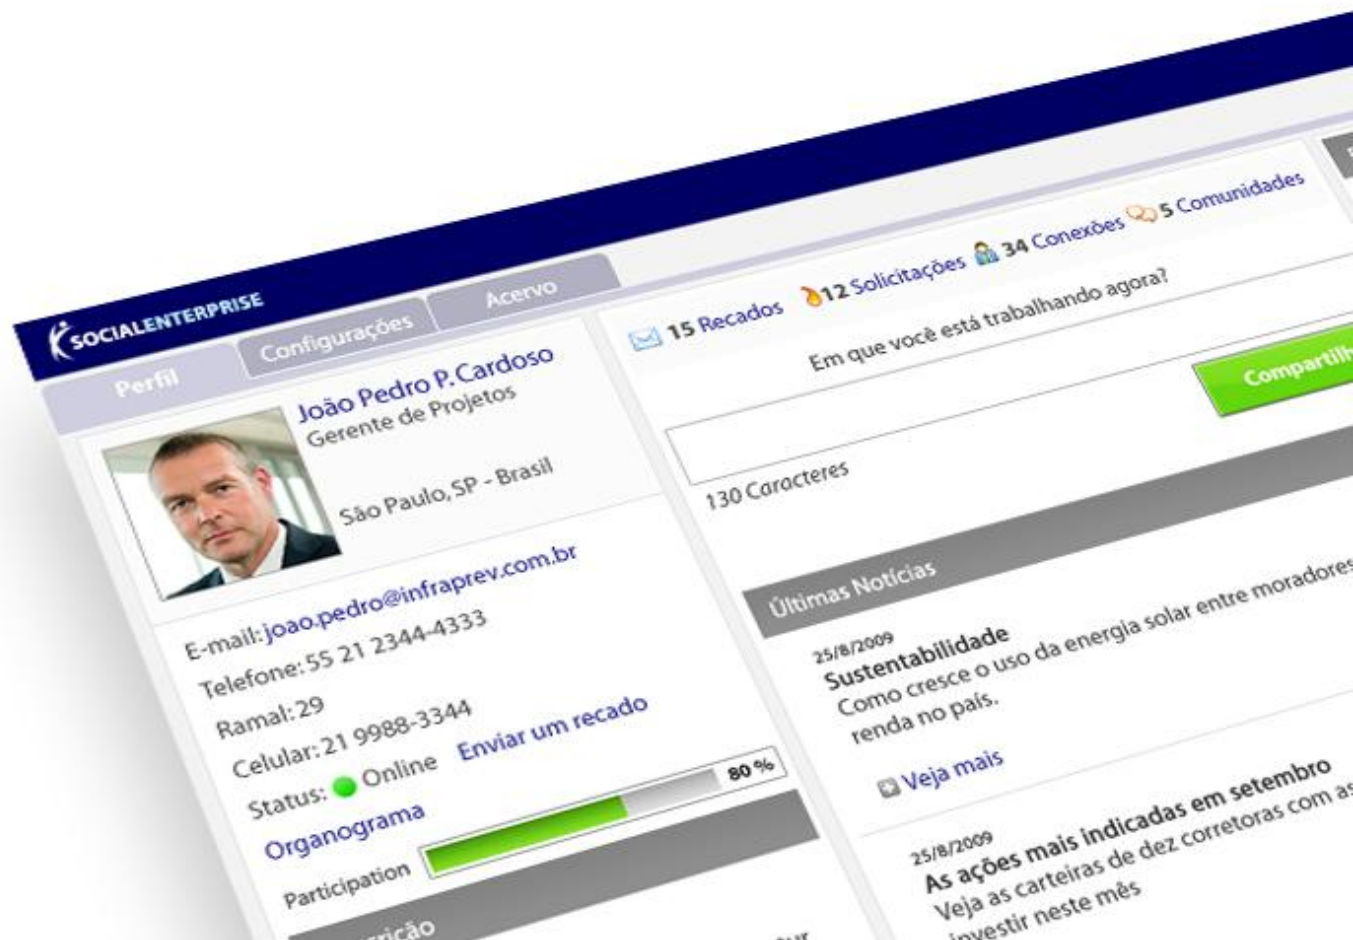 SOCIALENTERPRISE
Perfil
Configurações
Acervo
João Pedro P. Cardoso
Gerente de Projetos
São Paulo, SP - Brasil
E-mail: joao.pedro@infraprev.com.br
Telefone: 55 21 2344-4333
Ramal: 29
Celular: 21 9988-3344
Status: Online Enviar um recado
Organograma
Participation 80 %
15 Recados 12 Solicitações 34 Conexões 5 Comunidades
Em que você está trabalhando agora?
130 Caracteres
Últimas Notícias
25/8/2009
Sustentabilidade
Como cresce o uso da energia solar entre moradores
renda no país.
Veja mais
25/8/2009
As ações mais indicadas em setembro
Veja as carteiras de dez corretoras com as
investir neste mês